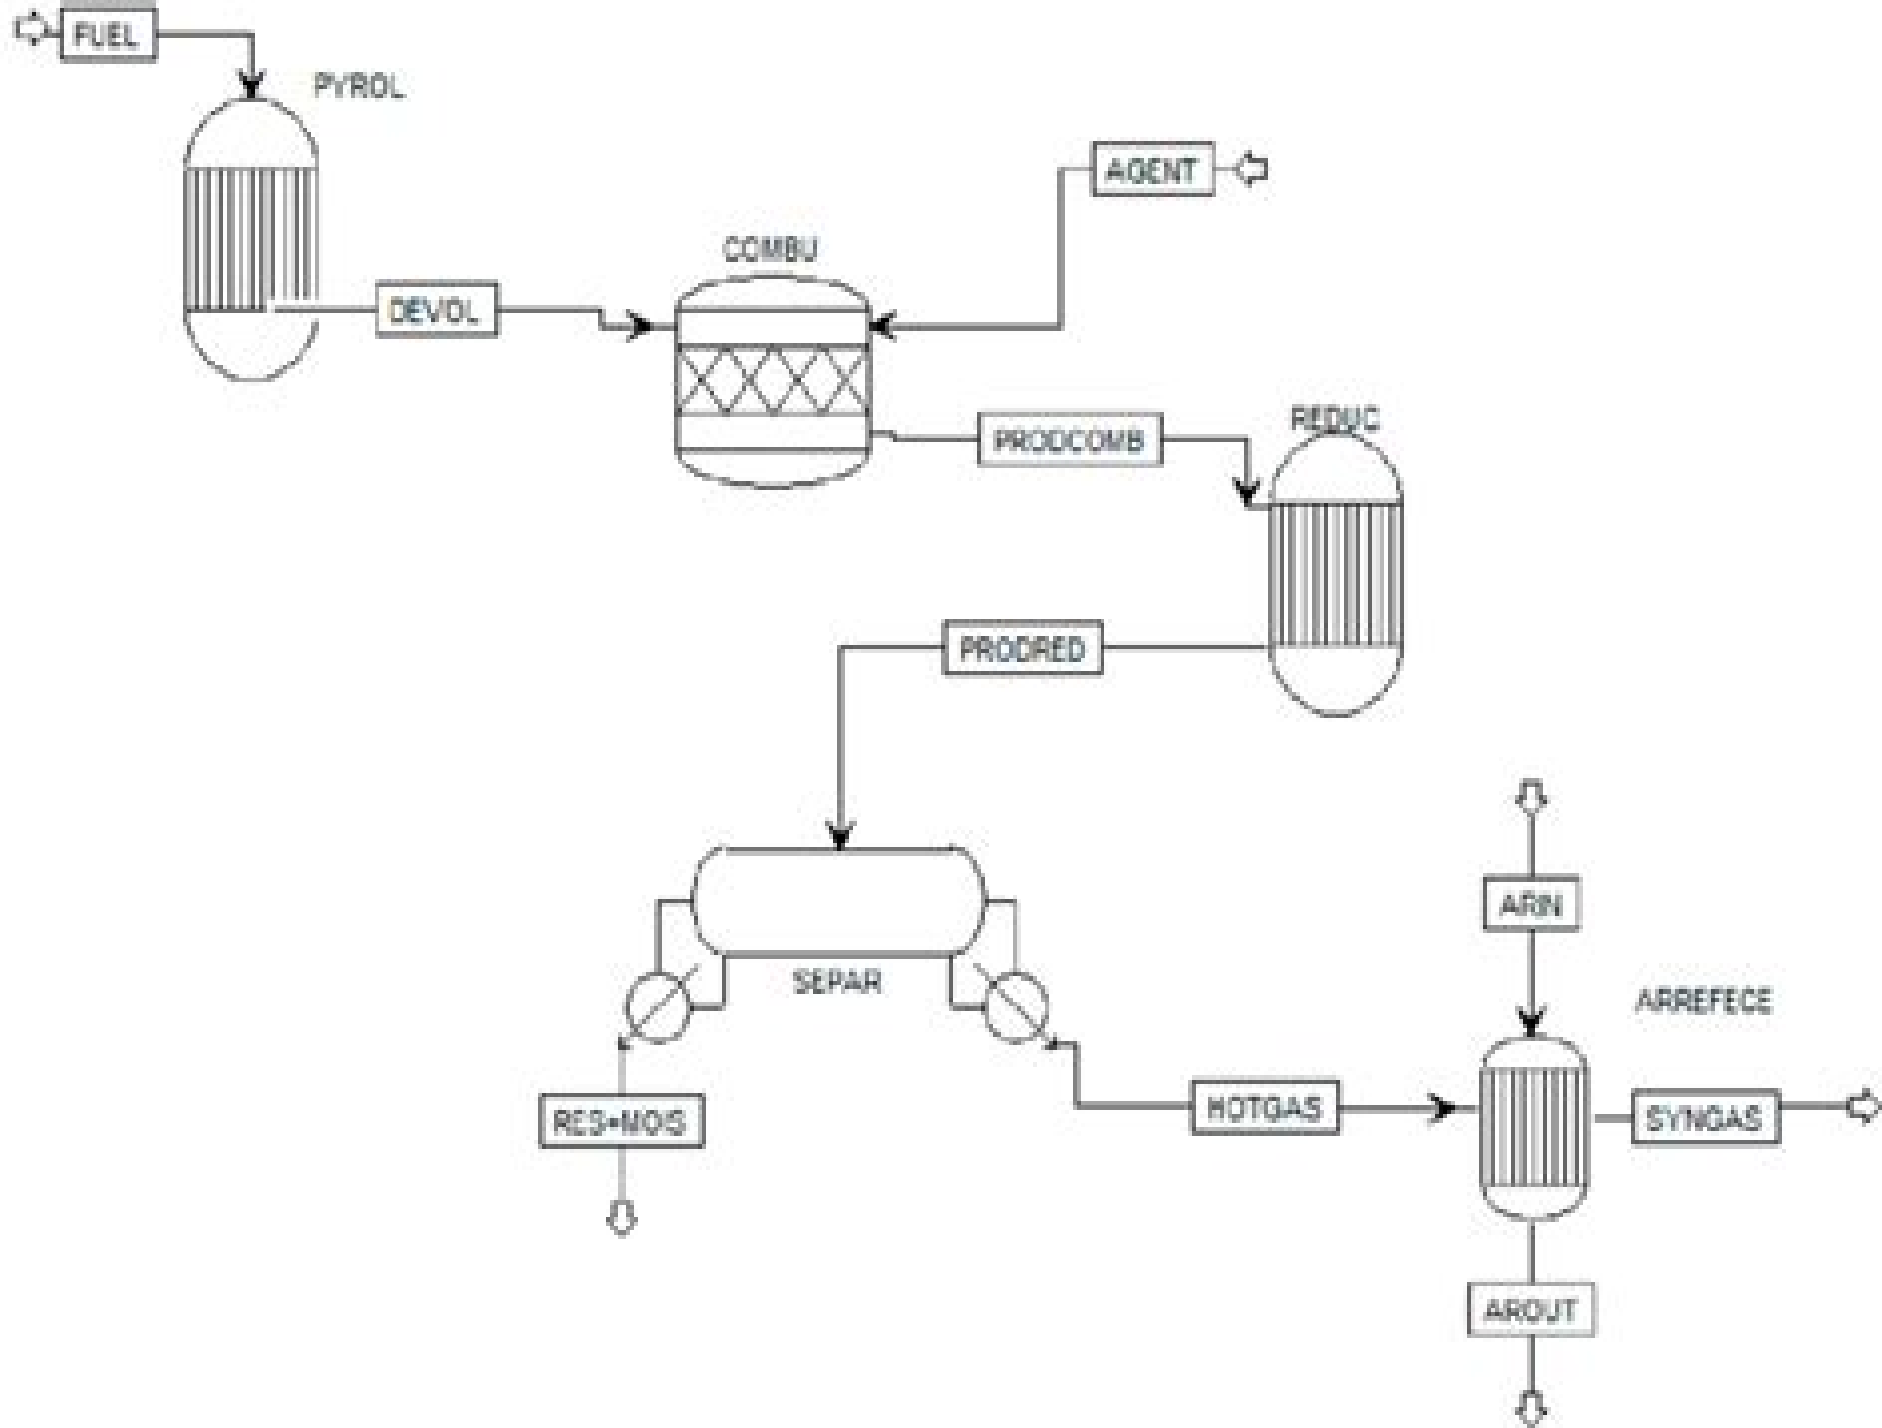 FUEL
PYROL
AGENT
COMBU
DEVOL
REDUC
PRODCOMB
PRODRED
ARIN
SEPAR
ARREFECE
HOTGAS
SYNGAS
RES+MOIS
AROUT